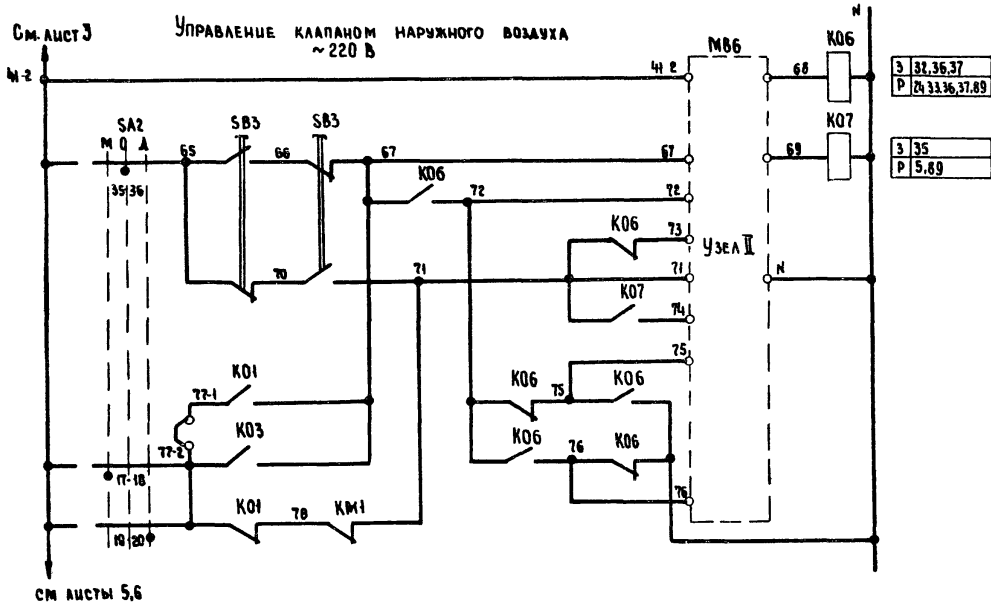 См. лист 3
Управление клапаном наружного воздуха
~220 В
N
МВ6
К06
41-2
41 2
68
З 32,36,37
Р 24 33.36,37.89
SA2
М О А
SB3
SB3
К07
65
66
67
67
69
З 35
Р 5,89
35-36
К06
72
72
К06
73
Узел II
70
71
71
N
К07
74
75
К01
77-1
К06
75
К06
К03
77-2
К06
76
К06
17-18
76
К01
78
КМ1
19-20
см листы 5,6